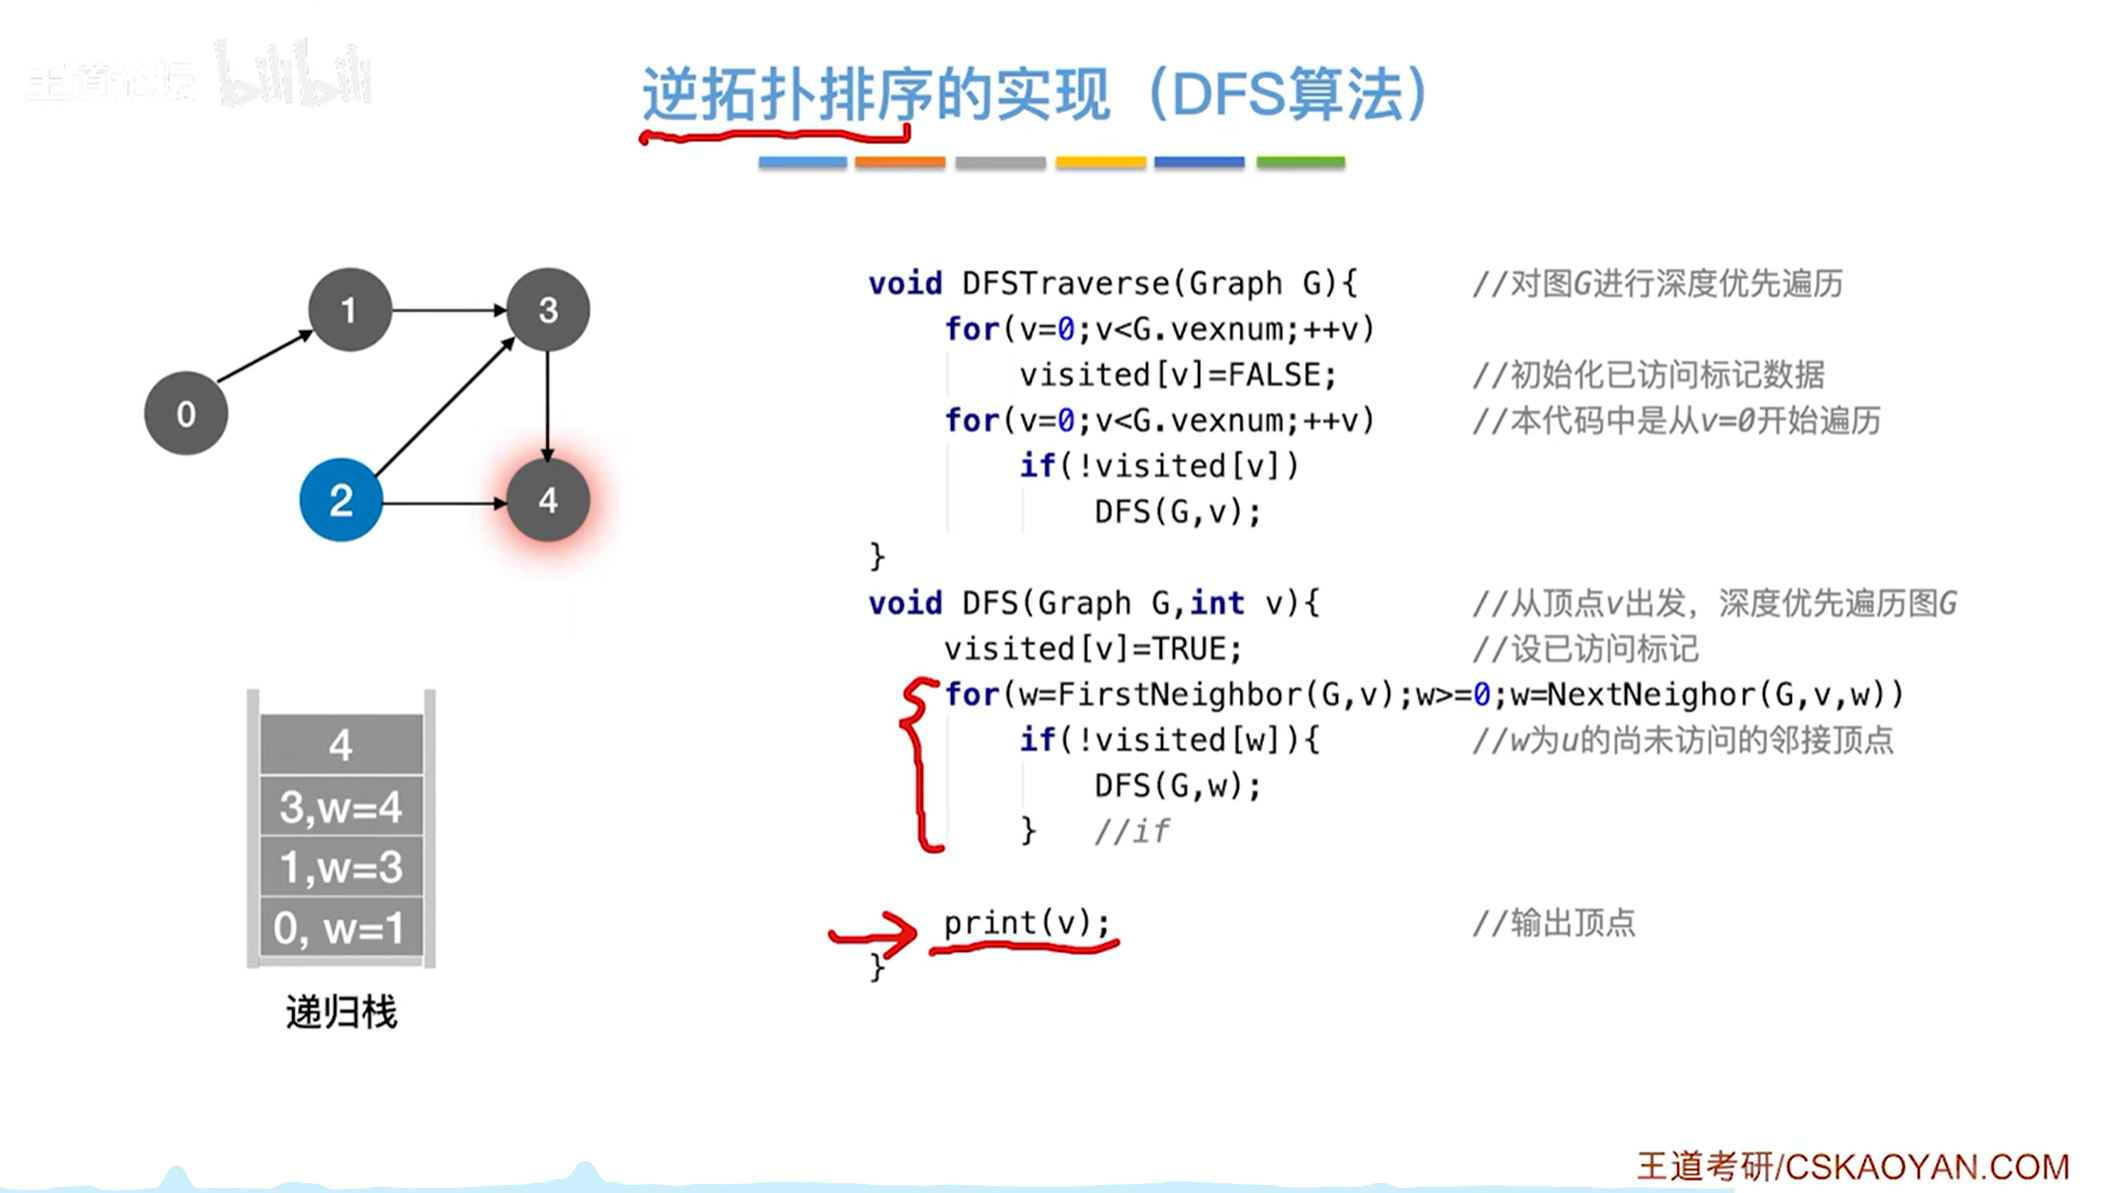 王道论坛 bilibili
逆拓扑排序的实现（DFS算法）
1
3
0
2
4
4
3,w=4
1,w=3
0, w=1
递归栈
void DFSTraverse(Graph G){ //对图G进行深度优先遍历
for(v=0;v<G.vexnum;++v)
visited[v]=FALSE; //初始化已访问标记数据
for(v=0;v<G.vexnum;++v) //本代码中是从v=0开始遍历
if(!visited[v])
DFS(G,v);
}
void DFS(Graph G,int v){ //从顶点v出发，深度优先遍历图G
visited[v]=TRUE; //设已访问标记
for(w=FirstNeighbor(G,v);w>=0;w=NextNeighor(G,v,w))
if(!visited[w]){ //w为u的尚未访问的邻接顶点
DFS(G,w);
} //if
print(v); //输出顶点
}
王道考研/CSKAOYAN.COM